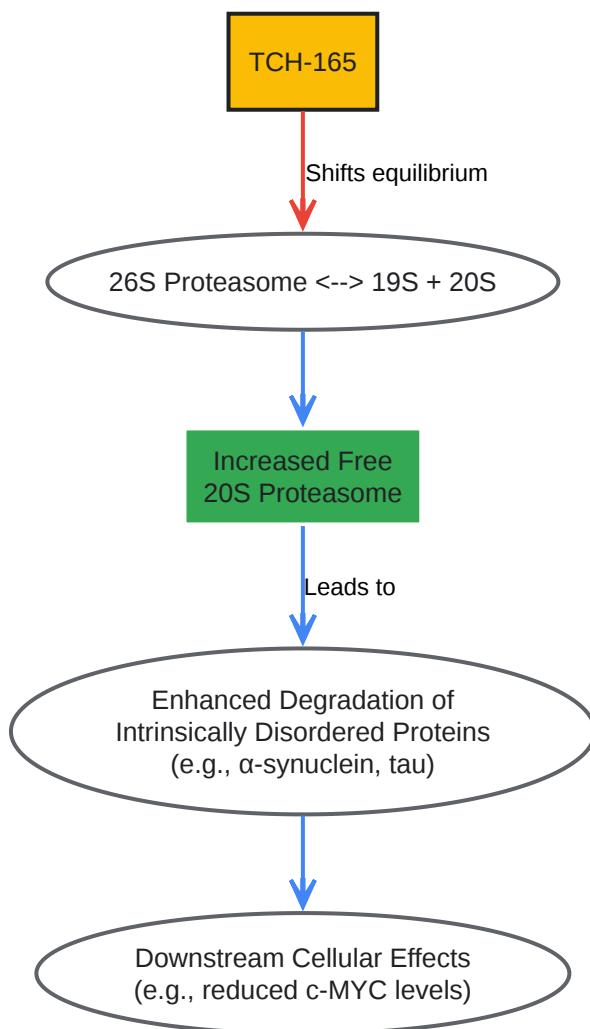 TCH-165
Shifts equilibrium
26S Proteasome <--> 19S + 20S
Increased Free
20S Proteasome
Leads to
Enhanced Degradation of
Intrinsically Disordered Proteins
(e.g., α-synuclein, tau)
Downstream Cellular Effects
(e.g., reduced c-MYC levels)